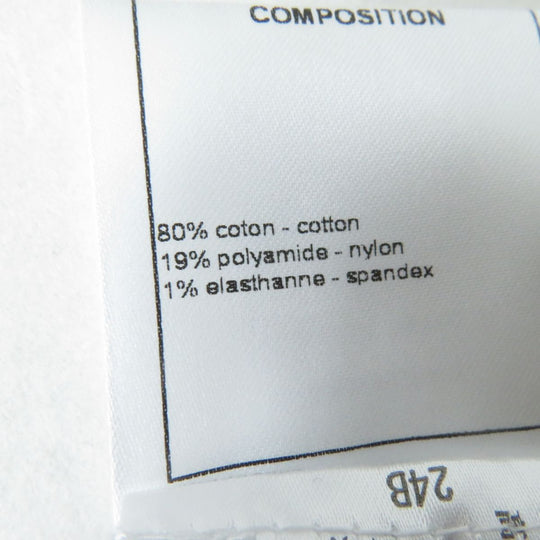 COMPOSITION
80% coton - cotton
19% polyamide - nylon
1% elasthanne - spandex
24B